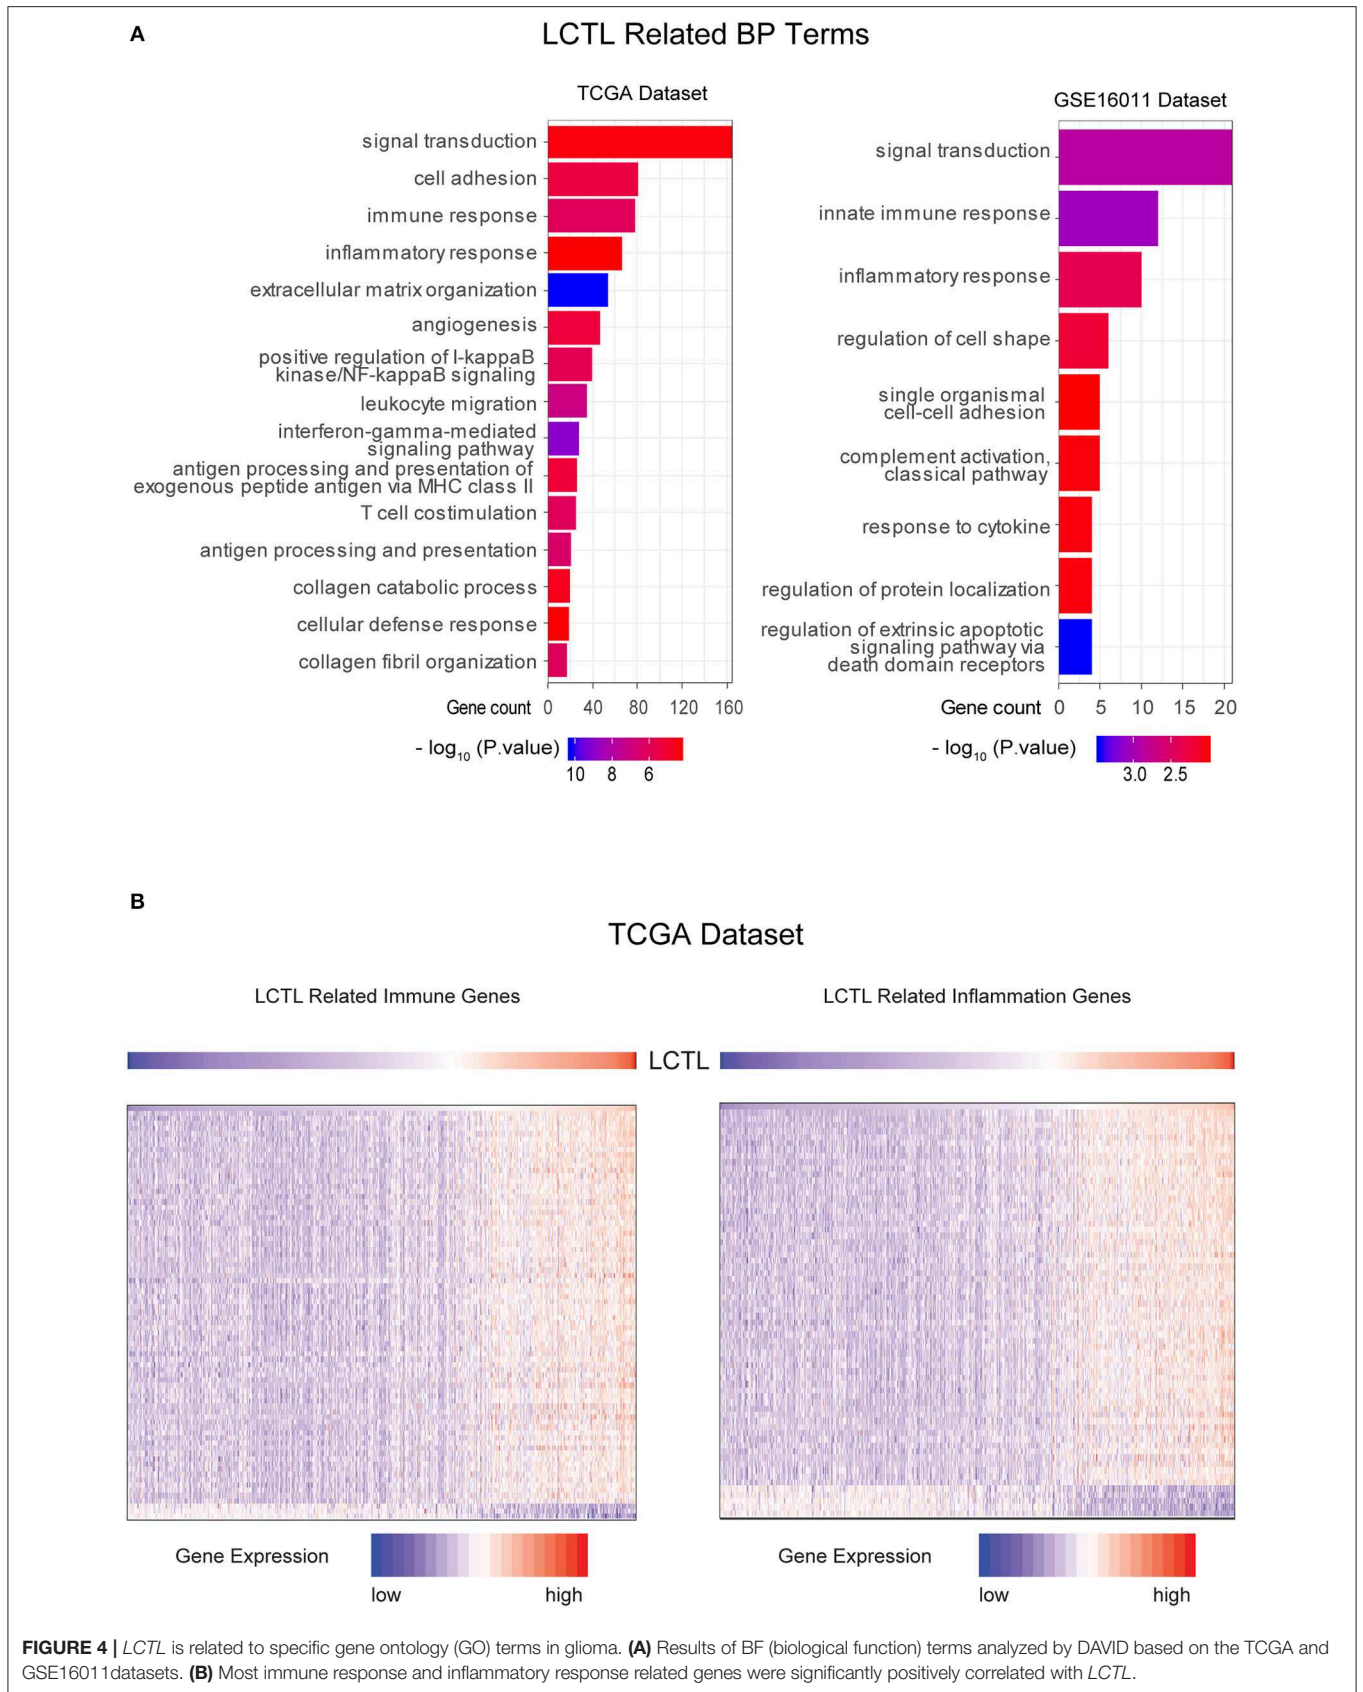 A
LCTL Related BP Terms
TCGA Dataset
signal transduction
cell adhesion
immune response
inflammatory response
extracellular matrix organization
angiogenesis
positive regulation of I-kappaB
kinase/NF-kappaB signaling
leukocyte migration
interferon-gamma-mediated
signaling pathway
antigen processing and presentation of
exogenous peptide antigen via MHC class II
T cell costimulation
antigen processing and presentation
collagen catabolic process
cellular defense response
collagen fibril organization
Gene count 0 40 80 120 160
- log10 (P.value)
10 8 6
GSE16011 Dataset
signal transduction
innate immune response
inflammatory response
regulation of cell shape
single organismal
cell-cell adhesion
complement activation,
classical pathway
response to cytokine
regulation of protein localization
regulation of extrinsic apoptotic
signaling pathway via
death domain receptors
Gene count 0 5 10 15 20
- log10 (P.value)
3.0 2.5
B
TCGA Dataset
LCTL Related Immune Genes
LCTL Related Inflammation Genes
LCTL
Gene Expression
low high
Gene Expression
low high
FIGURE 4 | LCTL is related to specific gene ontology (GO) terms in glioma. (A) Results of BF (biological function) terms analyzed by DAVID based on the TCGA and
GSE16011datasets. (B) Most immune response and inflammatory response related genes were significantly positively correlated with LCTL.